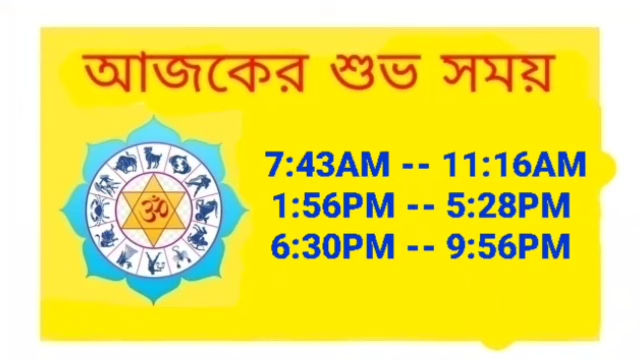 আজকের শুভ সময়
7:43AM -- 11:16AM
1:56PM -- 5:28PM
6:30PM -- 9:56PM
ॐ